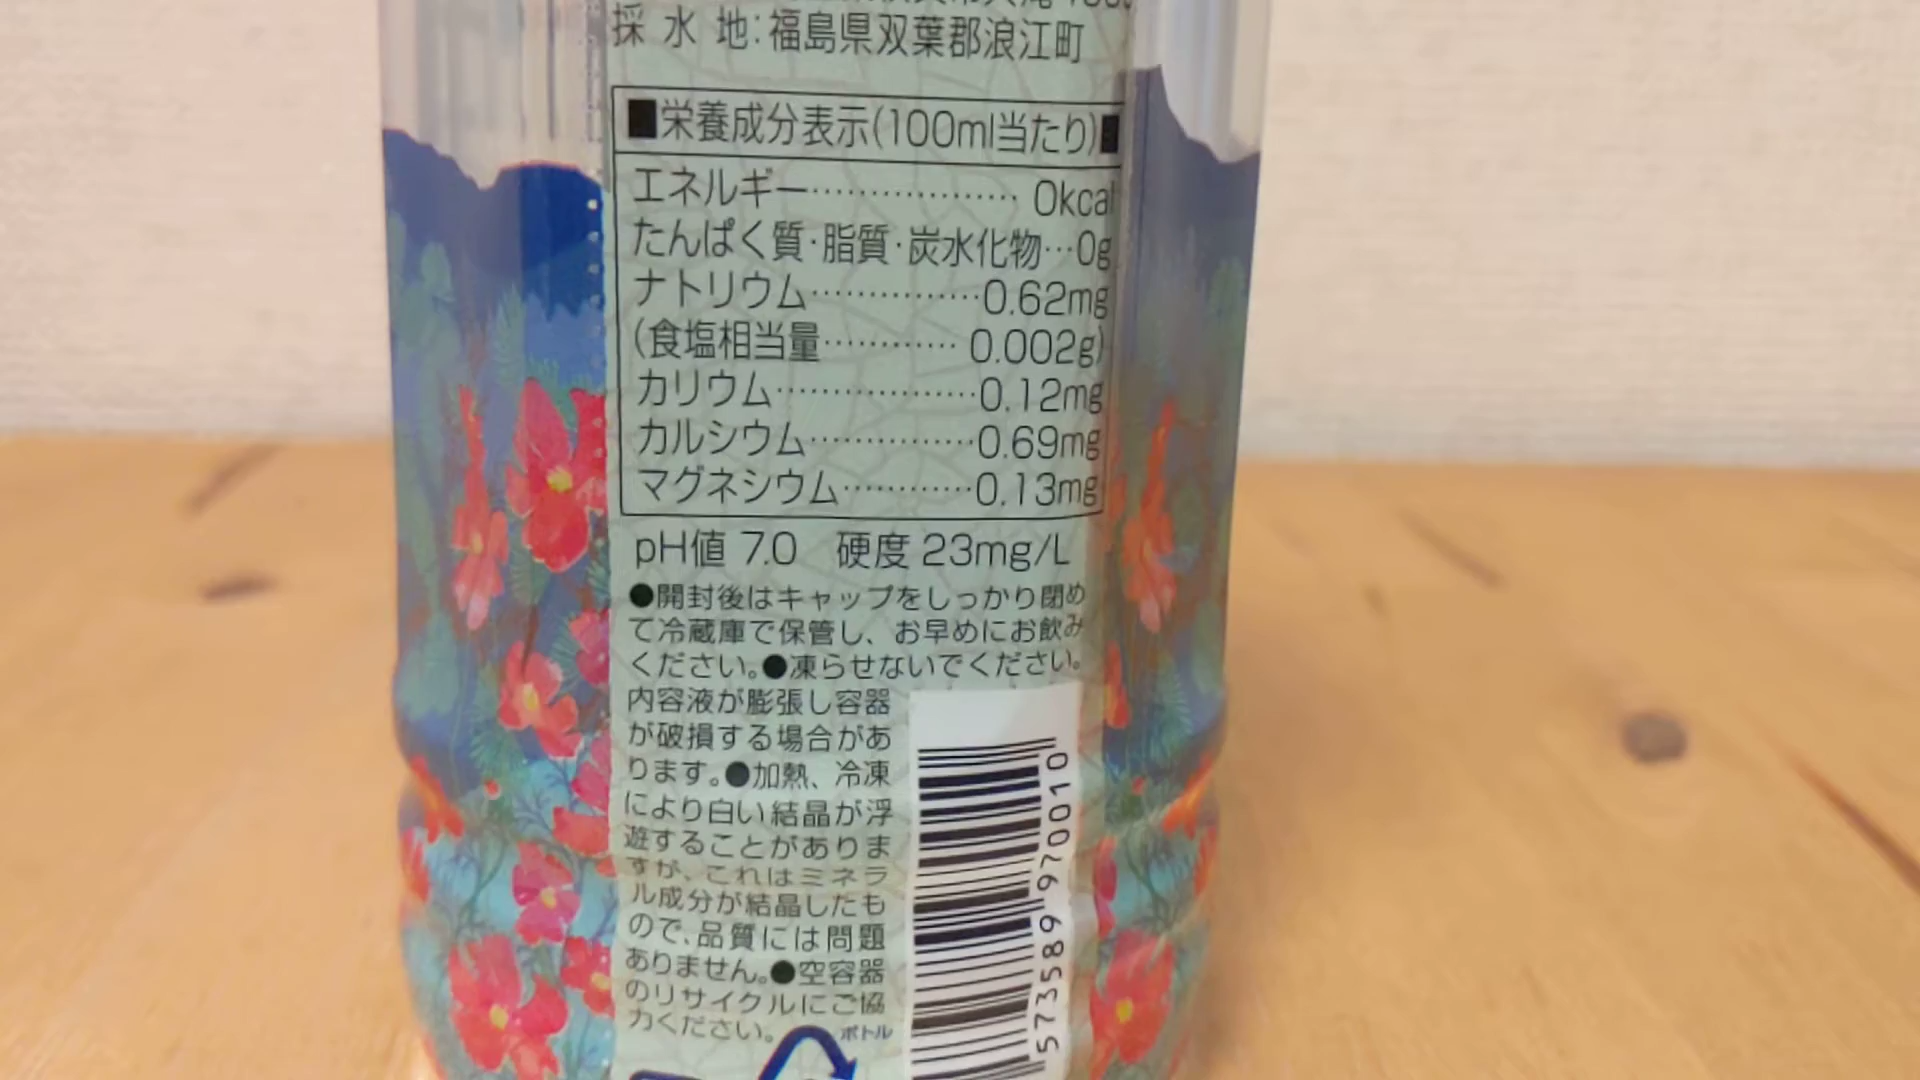 採水地:福島県双葉郡浪江町
■栄養成分表示(100ml当たり)■
エネルギー………………0kcal
たんぱく質·脂質·炭水化物…0g
ナトリウム……………0.62mg
(食塩相当量…………0.002g)
カリウム………………0.12mg
カルシウム……………0.69mg
マグネシウム…………0.13mg
pH値 7.0 硬度 23mg/L
●開封後はキャップをしっかり閉め
て冷蔵庫で保管し、お早めにお飲み
ください。●凍らせないでください。
内容液が膨張し容器
が破損する場合があ
ります。●加熱、冷凍
により白い結晶が浮
遊することがありま
すが、これはミネラ
ル成分が結晶したも
ので、品質には問題
ありません。●空容器
のリサイクルにご協
力ください。
ボトル
573589 970010